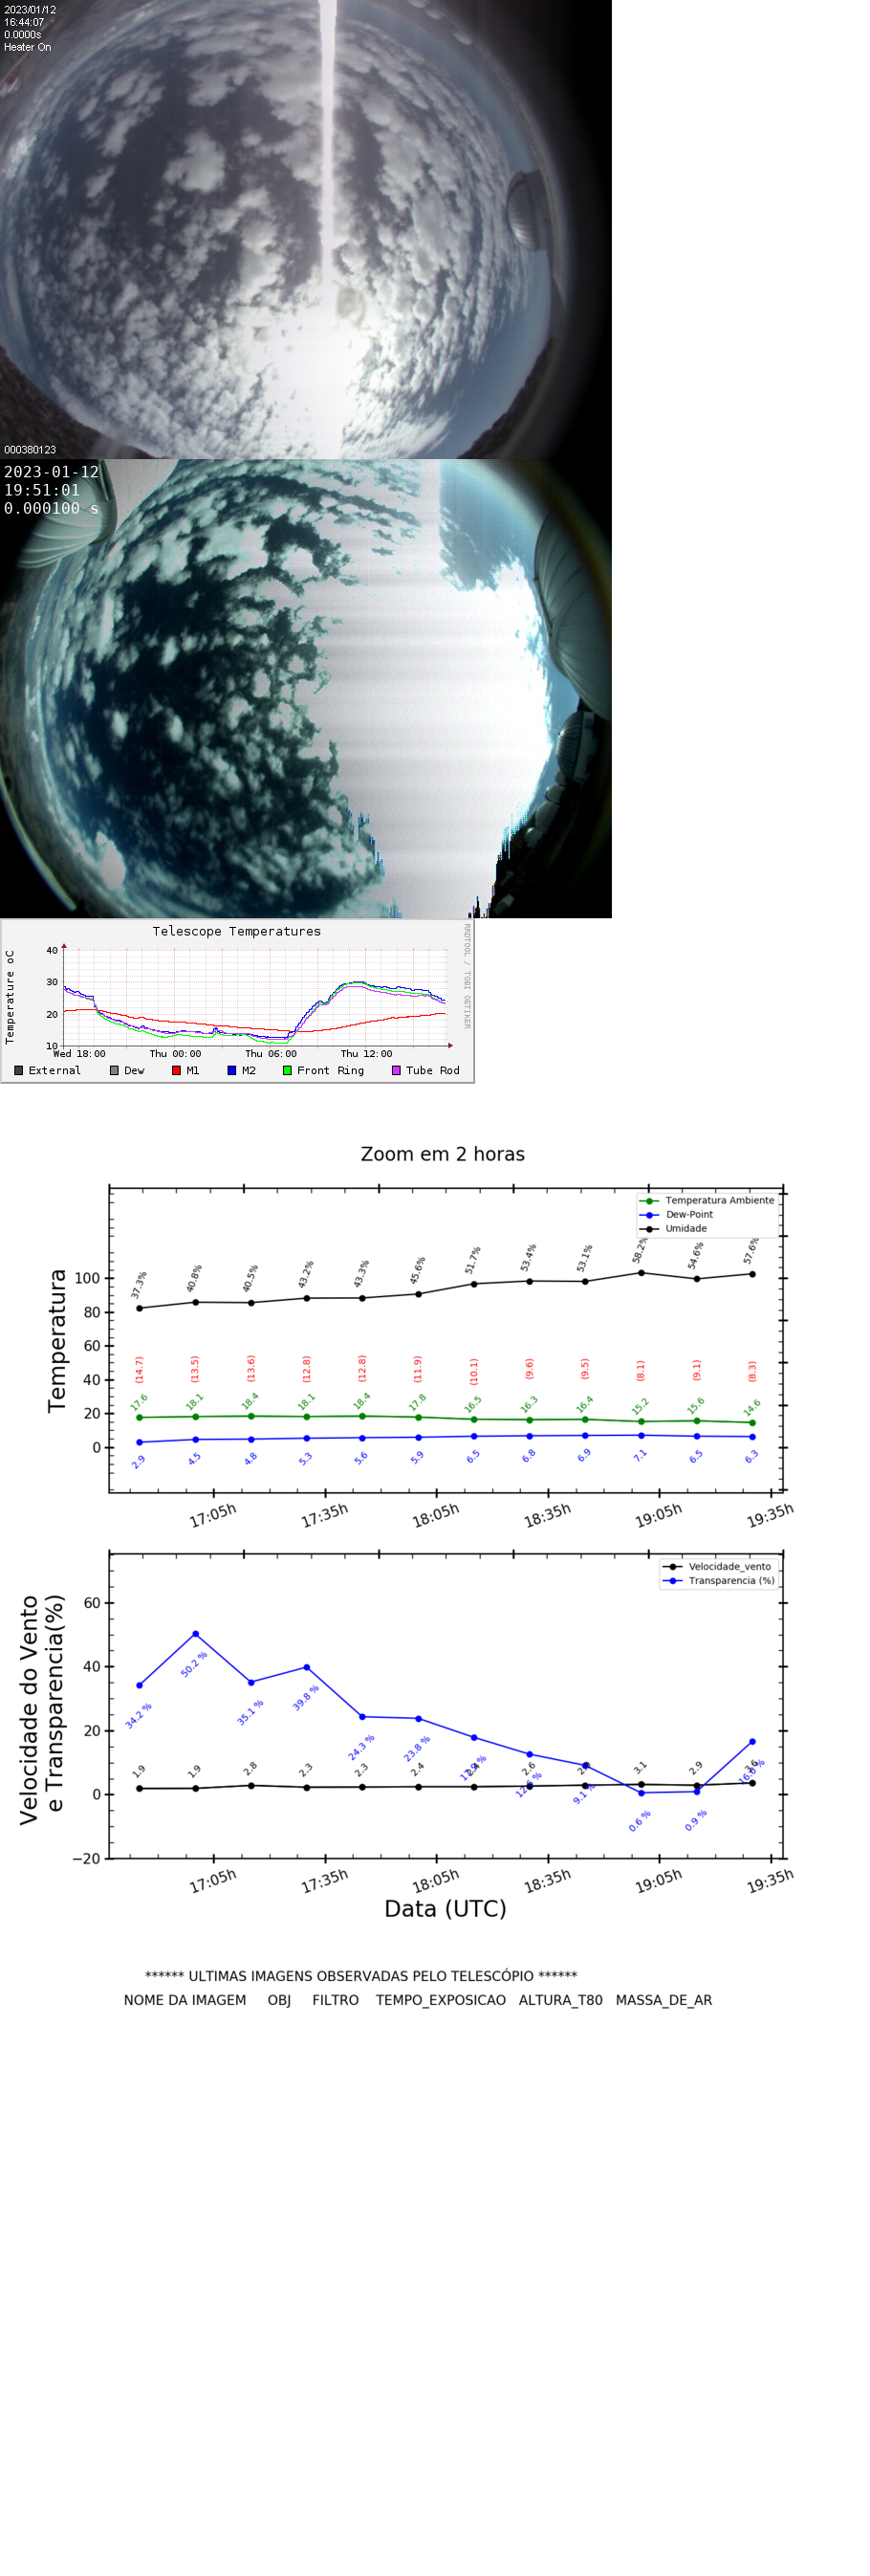 2023/01/12
16:44:07
0.0000s
Heater On
000380123
2023-01-12
19:51:01
0.000100 s
Telescope Temperatures
RRDTOOL / TOBI OETIKER
Temperature oC
40
30
20
10
Wed 18:00 Thu 00:00 Thu 06:00 Thu 12:00
External Dew M1 M2 Front Ring Tube Rod
Zoom em 2 horas
Temperatura Ambiente
Dew-Point
Umidade
Temperatura
100
80
60
40
20
0
37.3% 40.8% 40.5% 43.2% 43.3% 45.6% 51.7% 53.4% 53.1% 58.2% 54.6% 57.6%
(14.7) (13.5) (13.6) (12.8) (12.8) (11.9) (10.1) (9.6) (9.5) (8.1) (9.1) (8.3)
17.6 18.1 18.4 18.1 18.4 17.8 16.5 16.3 16.4 15.2 15.6 14.6
2.9 4.5 4.8 5.3 5.6 5.9 6.5 6.8 6.9 7.1 6.5 6.3
17:05h 17:35h 18:05h 18:35h 19:05h 19:35h
Velocidade_vento
Transparencia (%)
Velocidade do Vento
e Transparencia(%)
60
40
20
0
−20
34.2 % 50.2 % 35.1 % 39.8 % 24.3 % 23.8 % 9.1 % 0.6 % 0.9 %
1.9 1.9 2.8 2.3 2.3 2.4 2.6 3.1 2.9
17:05h 17:35h 18:05h 18:35h 19:05h 19:35h
Data (UTC)
****** ULTIMAS IMAGENS OBSERVADAS PELO TELESCÓPIO ******
NOME DA IMAGEM OBJ FILTRO TEMPO_EXPOSICAO ALTURA_T80 MASSA_DE_AR